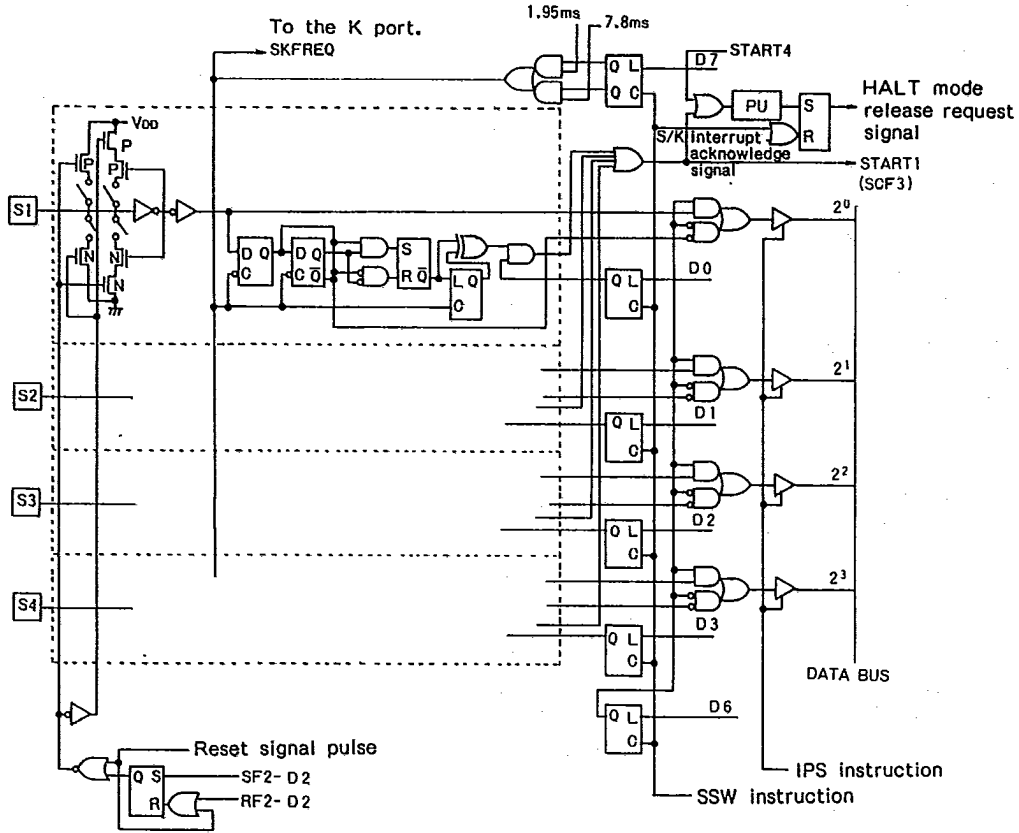 To the K port.
SKFREQ
1.95ms
7.8ms
START4
D7
Q L
Q C
PU
S
R
HALT mode
release request
signal
S/K interrupt
acknowledge
signal
START1
(SCF3)
VDD
P
P
P
S1
N
N
N
D Q
C
D Q
C Q̅
S
R Q̅
L Q
C
D0
Q L
C
2⁰
S2
D1
Q L
C
2¹
S3
D2
Q L
C
2²
S4
D3
Q L
C
2³
DATA BUS
D6
Q L
C
Reset signal pulse
Q S
R
SF2-D2
RF2-D2
IPS instruction
SSW instruction